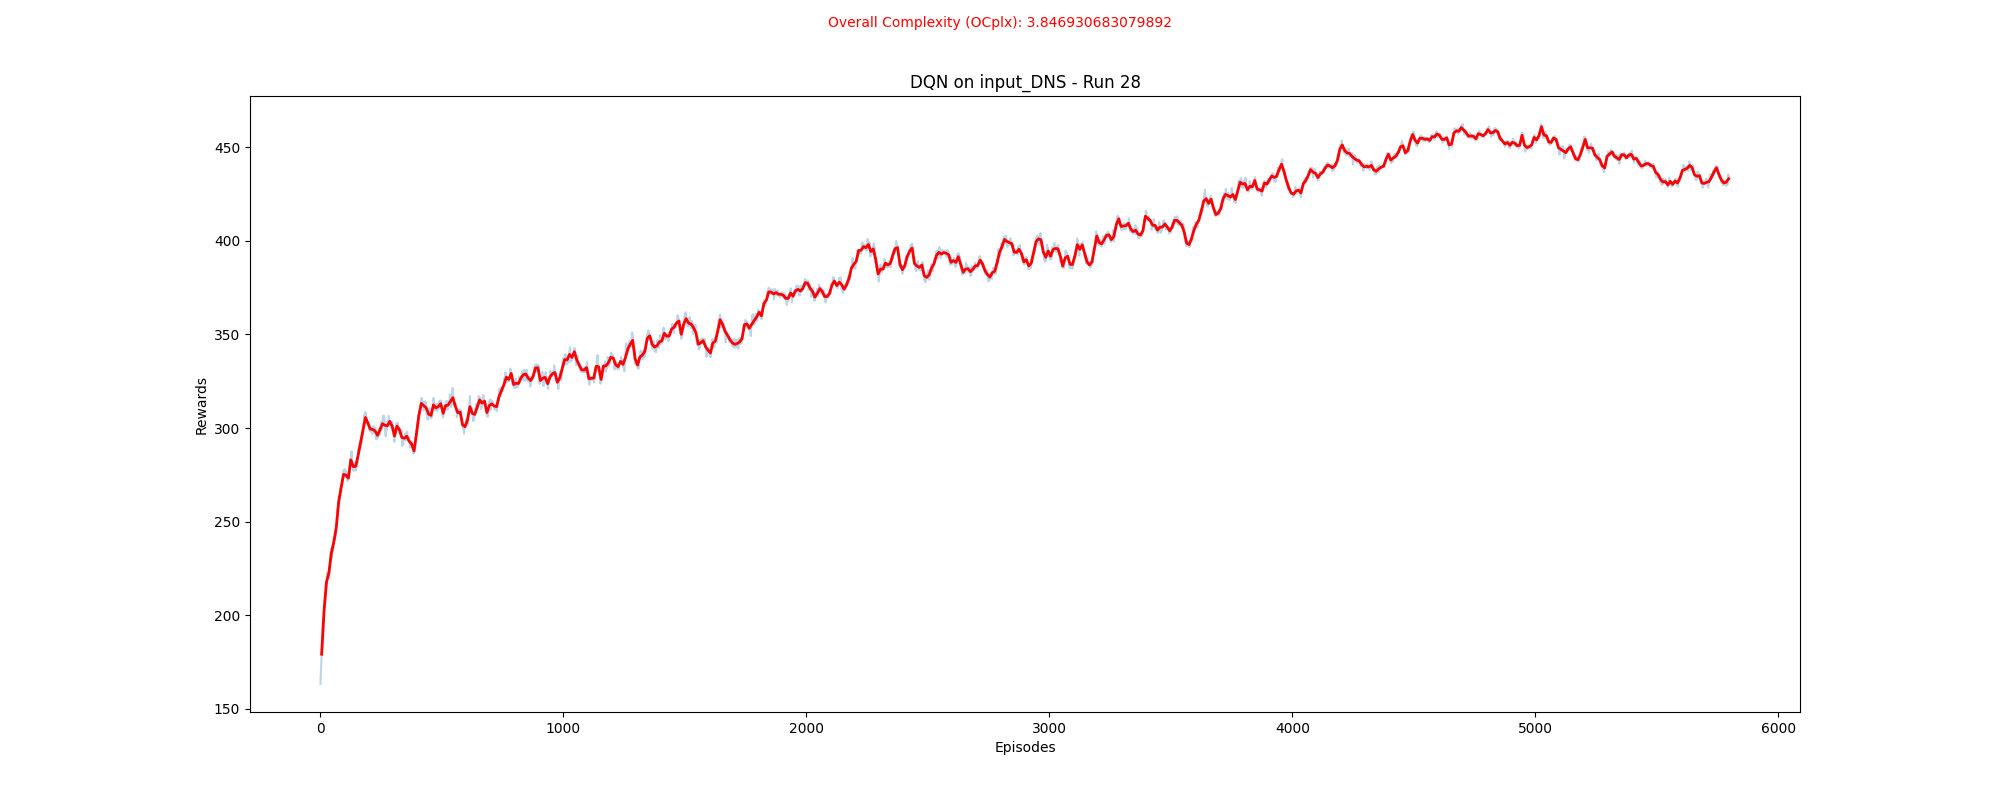 Overall Complexity (OCplx): 3.846930683079892
DQN on input_DNS - Run 28
450
400
350
300
250
200
150
Rewards
0 1000 2000 3000 4000 5000 6000
Episodes